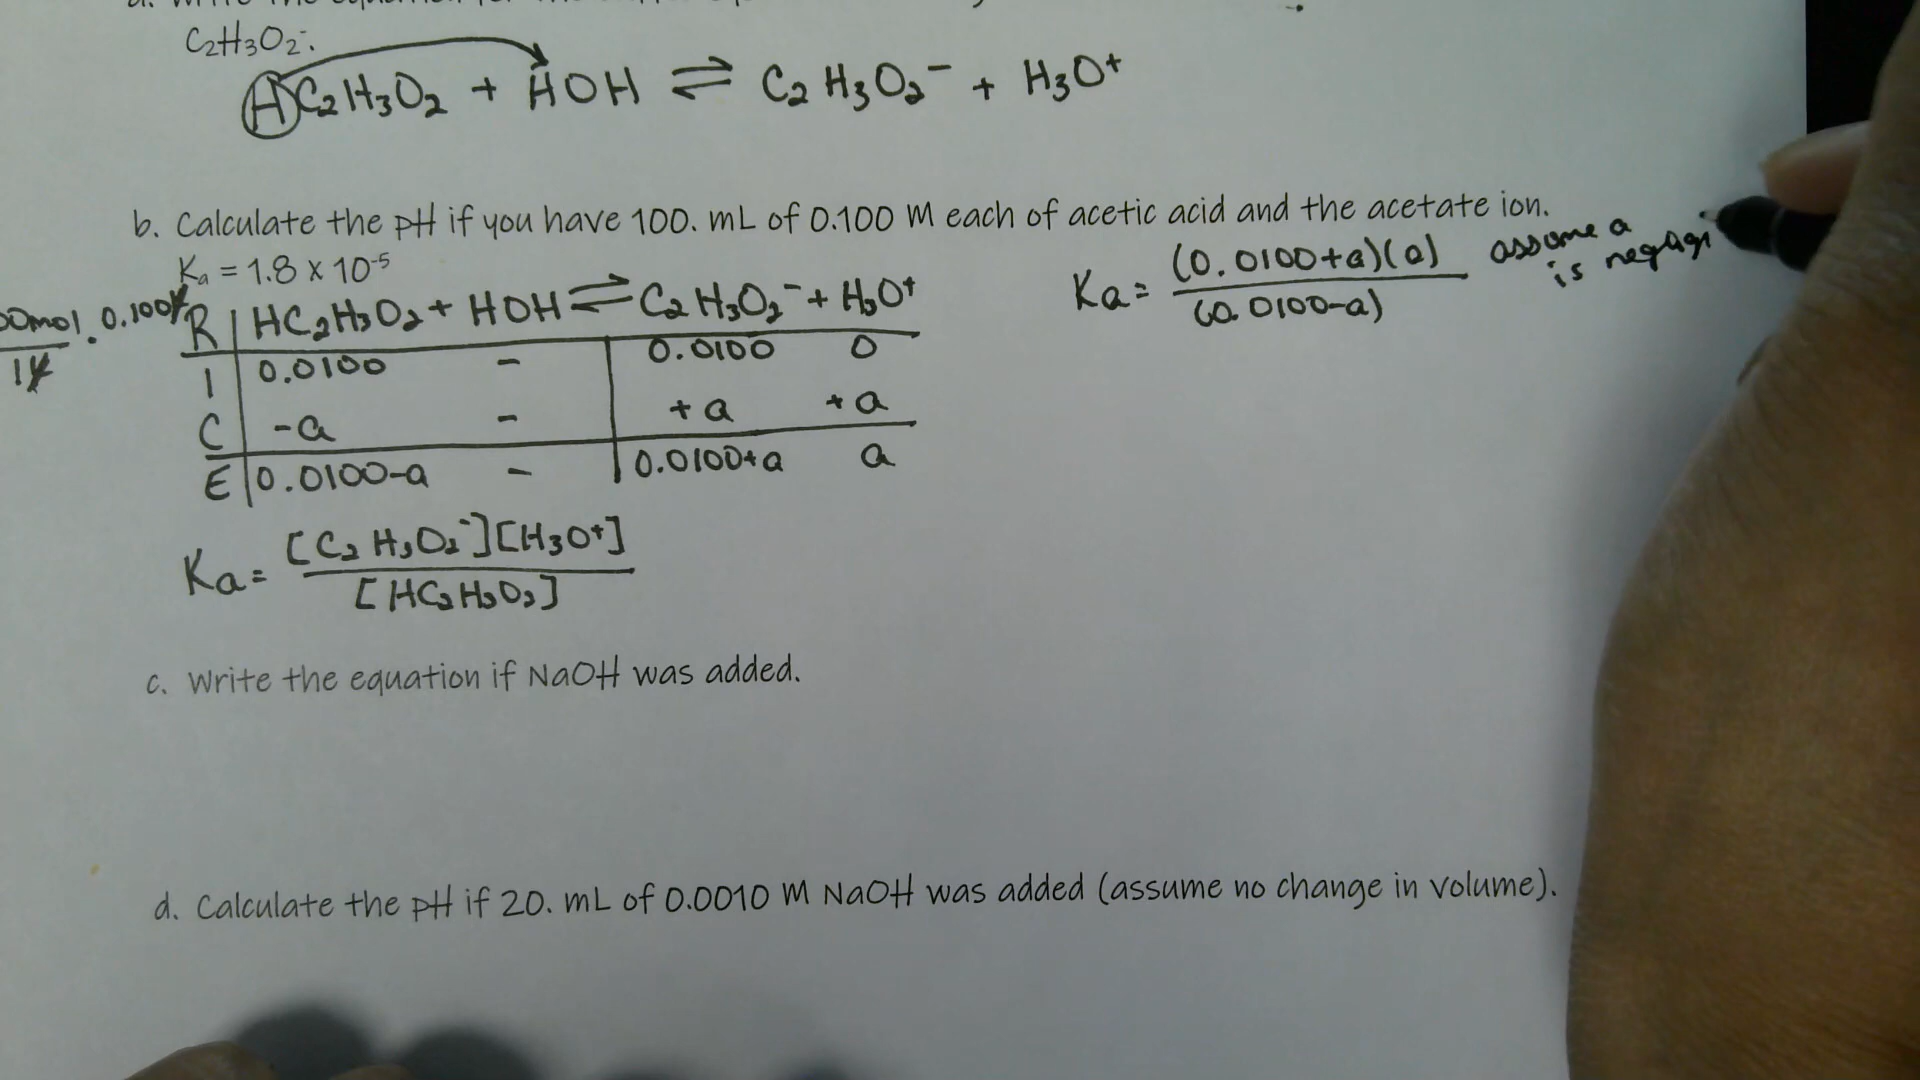 C₂H₃O₂⁻.
HC₂H₃O₂ + HOH ⇌ C₂H₃O₂⁻ + H₃O⁺
b. Calculate the pH if you have 100. mL of 0.100 M each of acetic acid and the acetate ion.
Kₐ = 1.8 x 10⁻⁵
0.100
1
R | HC₂H₃O₂ + HOH ⇌ C₂H₃O₂⁻ + H₃O⁺
I | 0.0100 - | 0.0100 0
C | -a - | +a +a
E | 0.0100-a - | 0.0100+a a
Ka = [C₂H₃O₂⁻][H₃O⁺]
[HC₂H₃O₂]
Ka = (0.0100+a)(a)
(0.0100-a)
assume a
is negligi
c. Write the equation if NaOH was added.
d. Calculate the pH if 20. mL of 0.0010 M NaOH was added (assume no change in volume).